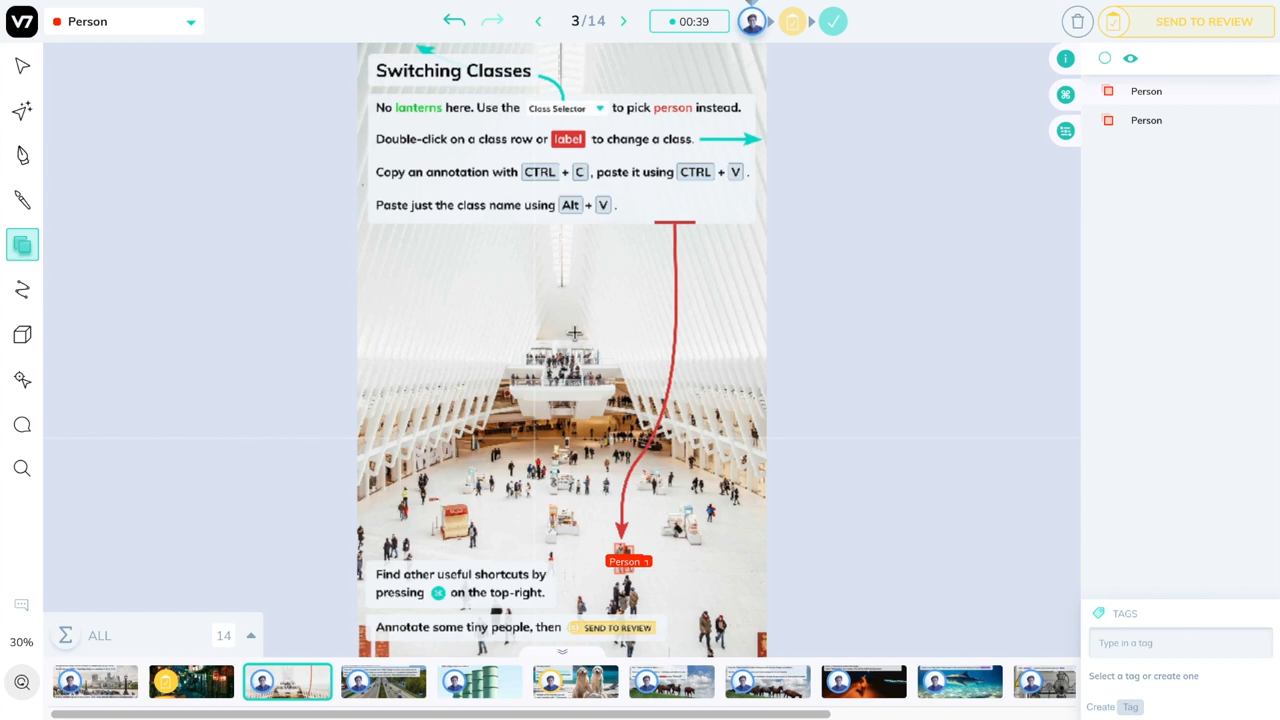 V7
Person
3/14
00:39
SEND TO REVIEW
Switching Classes
No lanterns here. Use the Class Selector to pick person instead.
Double-click on a class row or label to change a class.
Copy an annotation with CTRL + C , paste it using CTRL + V .
Paste just the class name using Alt + V .
Person
Person
Person 1
Find other useful shortcuts by
pressing ⌘ on the top-right.
Annotate some tiny people, then SEND TO REVIEW
30%
ALL
14
TAGS
Type in a tag
Select a tag or create one
Create Tag